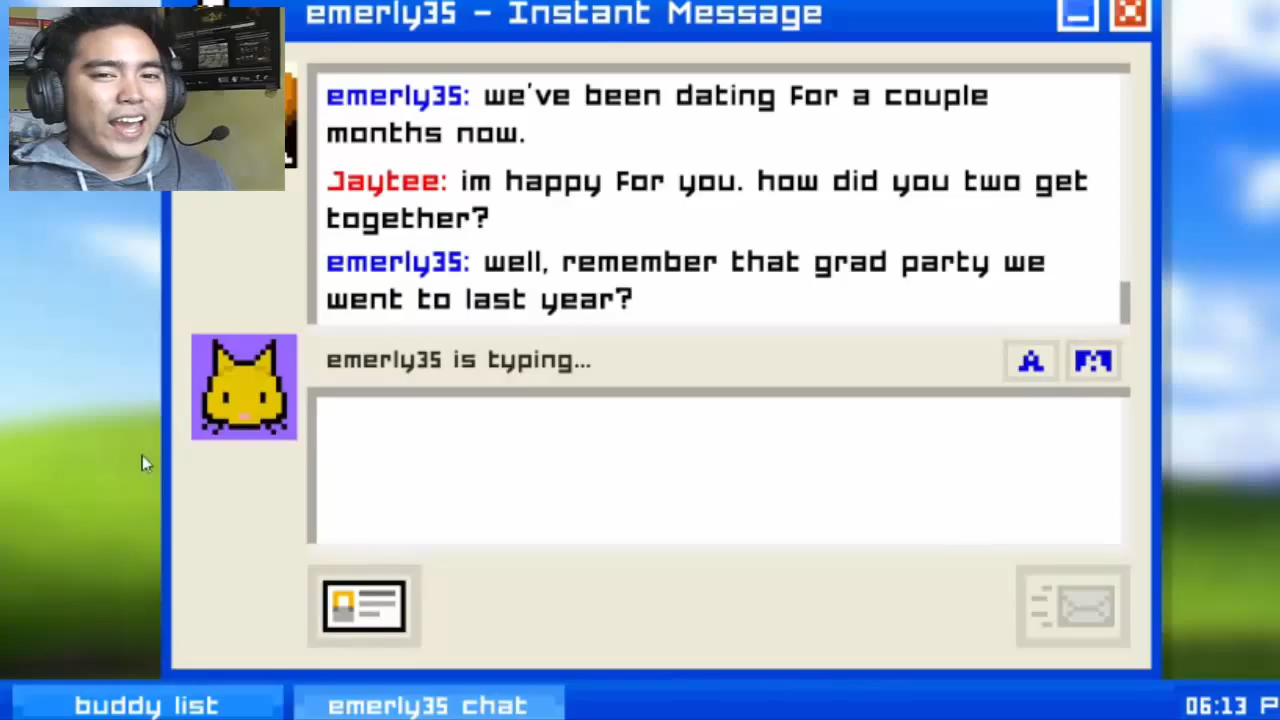 emerly35 - Instant Message
emerly35: we've been dating for a couple
months now.
Jaytee: im happy for you. how did you two get
together?
emerly35: well, remember that grad party we
went to last year?
emerly35 is typing...
A
buddy list
emerly35 chat
06:13 P